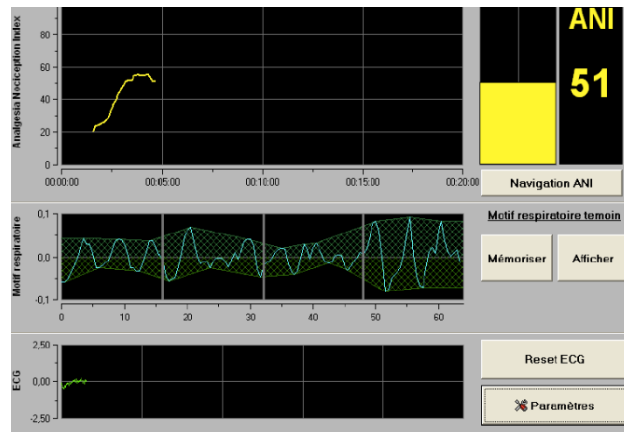 Analgesia Nociception Index
80
60
40
20
0
00:00:00 00:05:00 00:10:00 00:15:00 00:20:00
ANI
51
Navigation ANI
Motif respiratoire
0,1
0,0
-0,1
0 10 20 30 40 50 60
Motif respiratoire temoin
Mémoriser Afficher
ECG
2,50
0,00
-2,50
Reset ECG
Paramètres